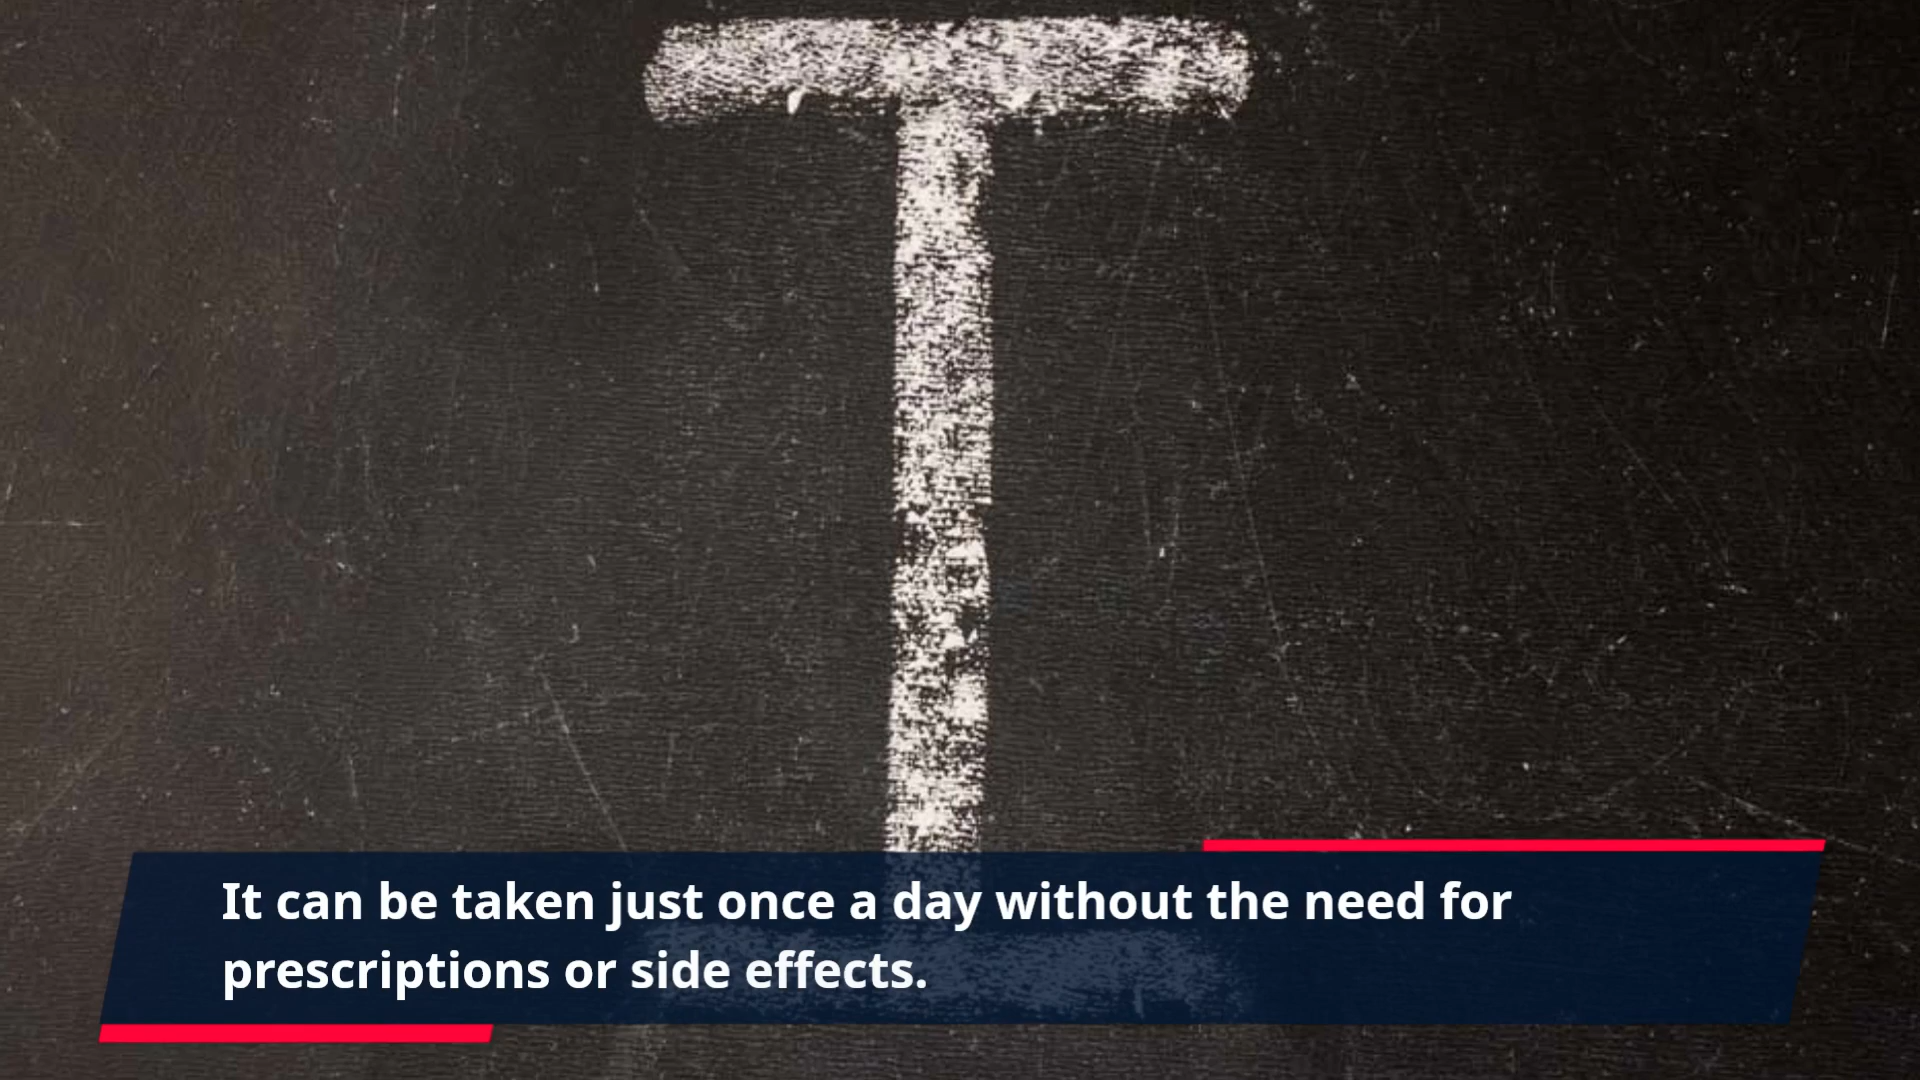 I
It can be taken just once a day without the need for
prescriptions or side effects.